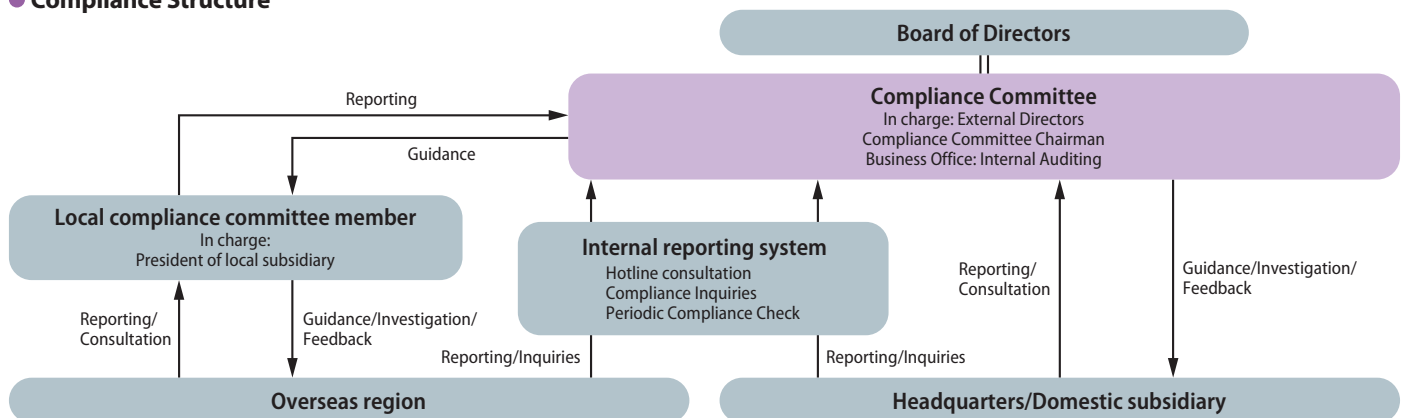 Compliance Structure
Board of Directors
Compliance Committee
In charge: External Directors
Compliance Committee Chairman
Business Office: Internal Auditing
Reporting
Guidance
Local compliance committee member
In charge:
President of local subsidiary
Internal reporting system
Hotline consultation
Compliance Inquiries
Periodic Compliance Check
Reporting/
Consultation
Guidance/Investigation/
Feedback
Reporting/
Consultation
Guidance/Investigation/
Feedback
Reporting/Inquiries
Reporting/Inquiries
Overseas region
Headquarters/Domestic subsidiary